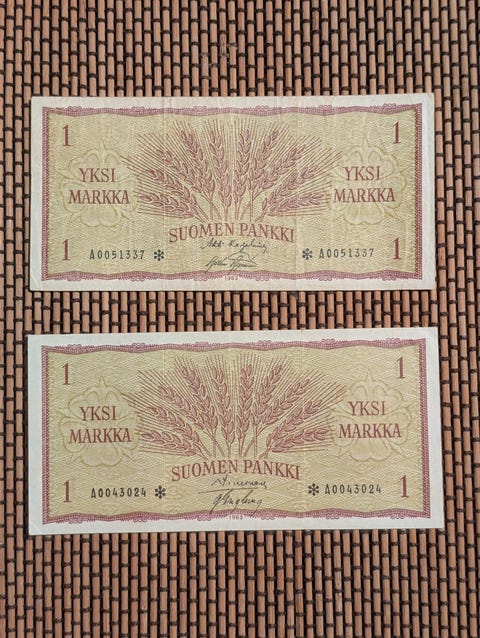 1 1
YKSI YKSI
MARKKA MARKKA
SUOMEN PANKKI
1 A0051337 * * A0051337 1
1963
1 1
YKSI YKSI
MARKKA MARKKA
SUOMEN PANKKI
1 A0043024 * * A0043024 1
1963